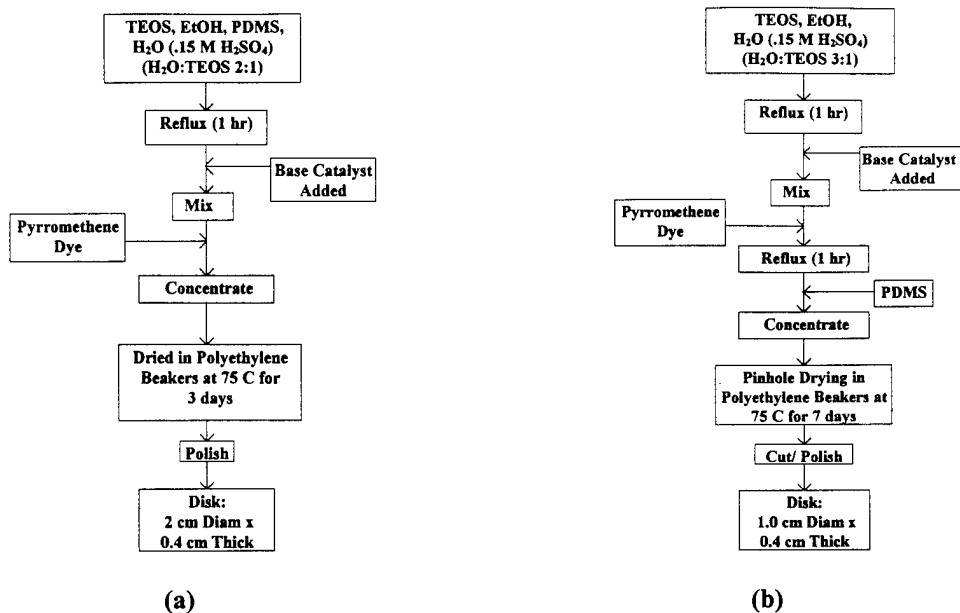 TEOS, EtOH, PDMS,
H₂O (.15 M H₂SO₄)
(H₂O:TEOS 2:1)
Reflux (1 hr)
Base Catalyst
Added
Mix
Pyrromethene
Dye
Concentrate
Dried in Polyethylene
Beakers at 75 C for
3 days
Polish
Disk:
2 cm Diam x
0.4 cm Thick
(a)
TEOS, EtOH,
H₂O (.15 M H₂SO₄)
(H₂O:TEOS 3:1)
Reflux (1 hr)
Base Catalyst
Added
Mix
Pyrromethene
Dye
Reflux (1 hr)
PDMS
Concentrate
Pinhole Drying in
Polyethylene Beakers at
75 C for 7 days
Cut/ Polish
Disk:
1.0 cm Diam x
0.4 cm Thick
(b)